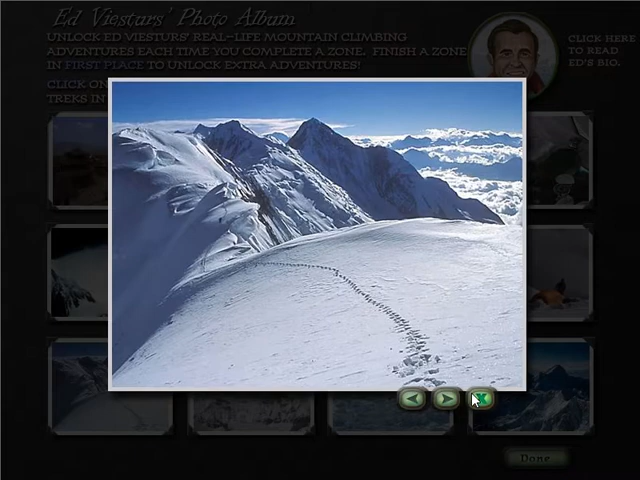 Ed Viesturs' Photo Album
UNLOCK ED VIESTURS' REAL-LIFE MOUNTAIN CLIMBING
ADVENTURES EACH TIME YOU COMPLETE A ZONE. FINISH A ZONE
IN FIRST PLACE TO UNLOCK EXTRA ADVENTURES!
CLICK ON
TREKS IN
CLICK HERE
TO READ
ED'S BIO.
X
Done